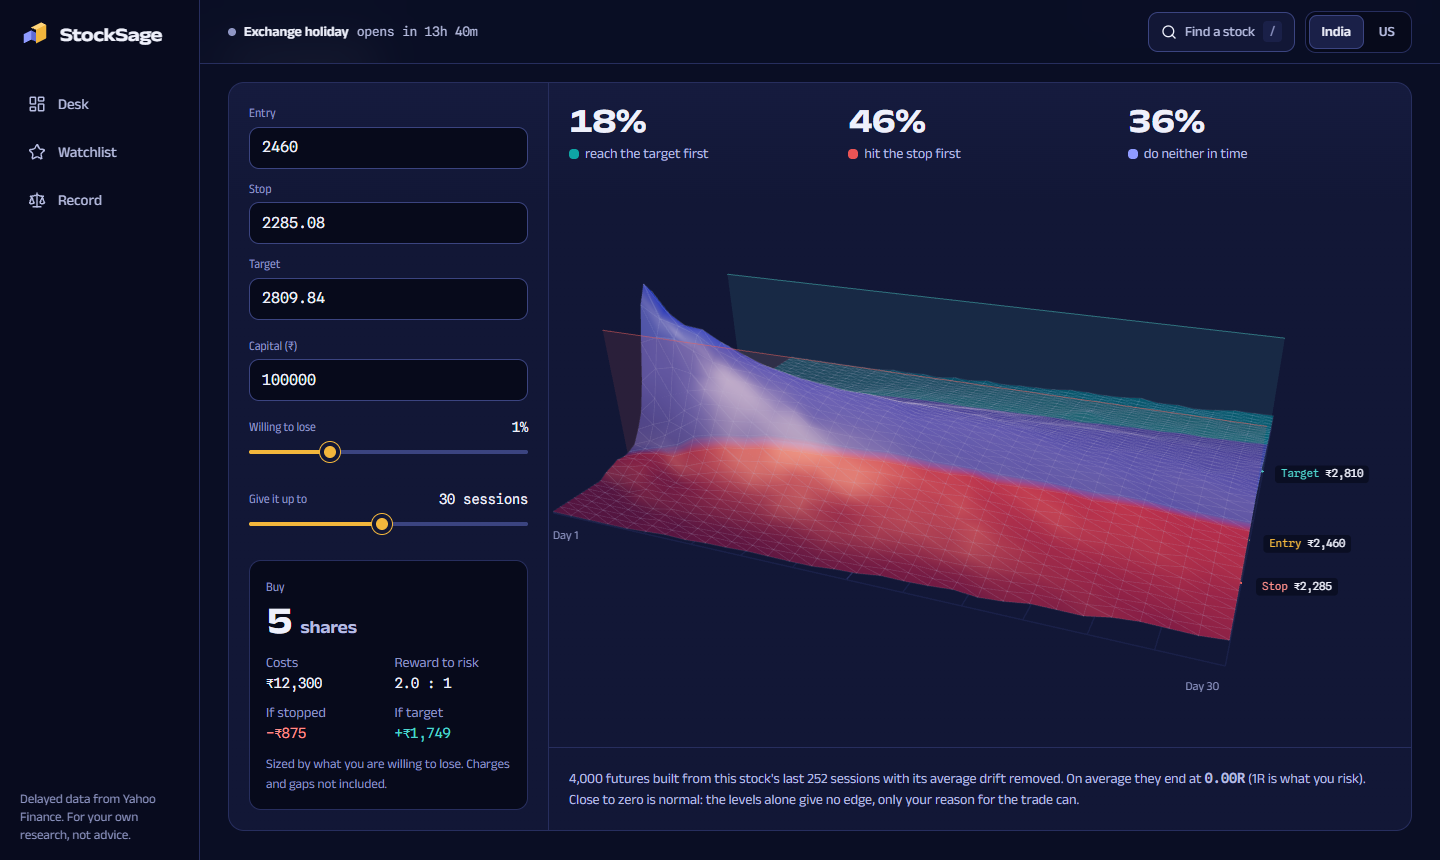 StockSage
Exchange holiday opens in 13h 40m
Find a stock /
India
US
Desk
Watchlist
Record
Delayed data from Yahoo
Finance. For your own
research, not advice.
Entry
2460
Stop
2285.08
Target
2809.84
Capital (₹)
100000
Willing to lose 1%
Give it up to 30 sessions
Buy
5 shares
Costs Reward to risk
₹12,300 2.0 : 1
If stopped If target
−₹875 +₹1,749
Sized by what you are willing to lose. Charges
and gaps not included.
18% 46% 36%
reach the target first hit the stop first do neither in time
Target ₹2,810
Day 1
Entry ₹2,460
Stop ₹2,285
Day 30
4,000 futures built from this stock's last 252 sessions with its average drift removed. On average they end at 0.00R (1R is what you risk).
Close to zero is normal: the levels alone give no edge, only your reason for the trade can.